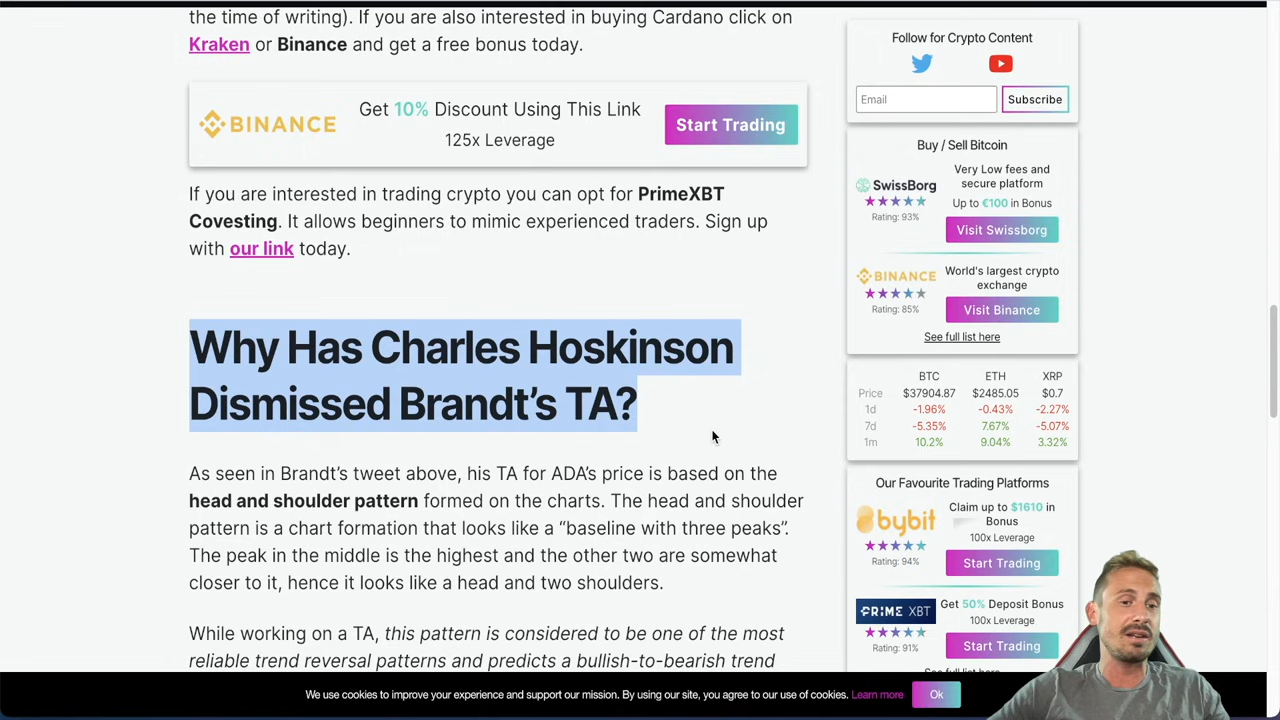 the time of writing). If you are also interested in buying Cardano click on
Kraken or Binance and get a free bonus today.
BINANCE
Get 10% Discount Using This Link
125x Leverage
Start Trading
If you are interested in trading crypto you can opt for PrimeXBT
Covesting. It allows beginners to mimic experienced traders. Sign up
with our link today.
Why Has Charles Hoskinson
Dismissed Brandt’s TA?
As seen in Brandt’s tweet above, his TA for ADA’s price is based on the
head and shoulder pattern formed on the charts. The head and shoulder
pattern is a chart formation that looks like a “baseline with three peaks”.
The peak in the middle is the highest and the other two are somewhat
closer to it, hence it looks like a head and two shoulders.
While working on a TA, this pattern is considered to be one of the most
reliable trend reversal patterns and predicts a bullish-to-bearish trend
Follow for Crypto Content
Email
Subscribe
Buy / Sell Bitcoin
SwissBorg
Rating: 93%
Very Low fees and
secure platform
Up to €100 in Bonus
Visit Swissborg
BINANCE
Rating: 85%
World's largest crypto
exchange
Visit Binance
See full list here
BTC ETH XRP
Price $37904.87 $2485.05 $0.7
1d -1.96% -0.43% -2.27%
7d -5.35% 7.67% -5.07%
1m 10.2% 9.04% 3.32%
Our Favourite Trading Platforms
bybit
Rating: 94%
Claim up to $1610 in
Bonus
100x Leverage
Start Trading
PRIME XBT
Rating: 91%
Get 50% Deposit Bonus
100x Leverage
Start Trading
See full list here
We use cookies to improve your experience and support our mission. By using our site, you agree to our use of cookies. Learn more
Ok